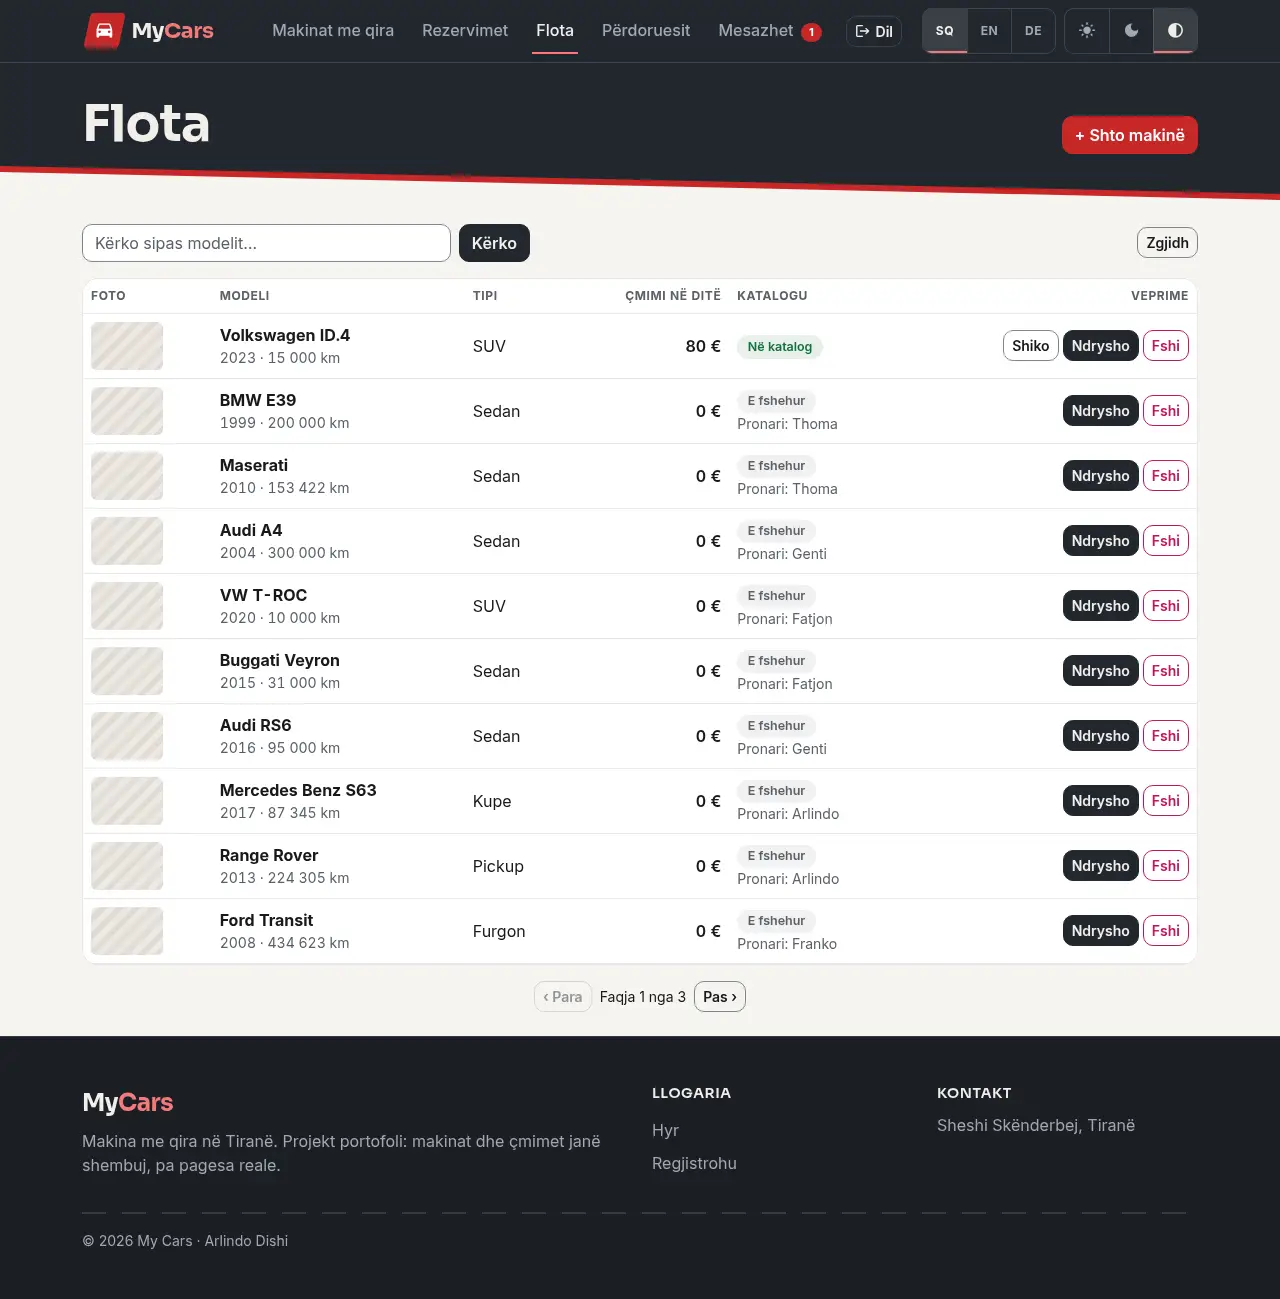 MyCars Makinat me qira Rezervimet Flota Përdoruesit Mesazhet 1 Dil SQ EN DE
Flota
+ Shto makinë
Kërko sipas modelit... Kërko Zgjidh
FOTO MODELI TIPI ÇMIMI NË DITË KATALOGU VEPRIME
Volkswagen ID.4
2023 · 15 000 km
SUV 80 € Në katalog Shiko Ndrysho Fshi
BMW E39
1999 · 200 000 km
Sedan 0 € E fshehur
Pronari: Thoma
Ndrysho Fshi
Maserati
2010 · 153 422 km
Sedan 0 € E fshehur
Pronari: Thoma
Ndrysho Fshi
Audi A4
2004 · 300 000 km
Sedan 0 € E fshehur
Pronari: Genti
Ndrysho Fshi
VW T-ROC
2020 · 10 000 km
SUV 0 € E fshehur
Pronari: Fatjon
Ndrysho Fshi
Buggati Veyron
2015 · 31 000 km
Sedan 0 € E fshehur
Pronari: Fatjon
Ndrysho Fshi
Audi RS6
2016 · 95 000 km
Sedan 0 € E fshehur
Pronari: Genti
Ndrysho Fshi
Mercedes Benz S63
2017 · 87 345 km
Kupe 0 € E fshehur
Pronari: Arlindo
Ndrysho Fshi
Range Rover
2013 · 224 305 km
Pickup 0 € E fshehur
Pronari: Arlindo
Ndrysho Fshi
Ford Transit
2008 · 434 623 km
Furgon 0 € E fshehur
Pronari: Franko
Ndrysho Fshi
‹ Para Faqja 1 nga 3 Pas ›
MyCars
Makina me qira në Tiranë. Projekt portofoli: makinat dhe çmimet janë
shembuj, pa pagesa reale.
LLOGARIA
Hyr
Regjistrohu
KONTAKT
Sheshi Skënderbej, Tiranë
© 2026 My Cars · Arlindo Dishi